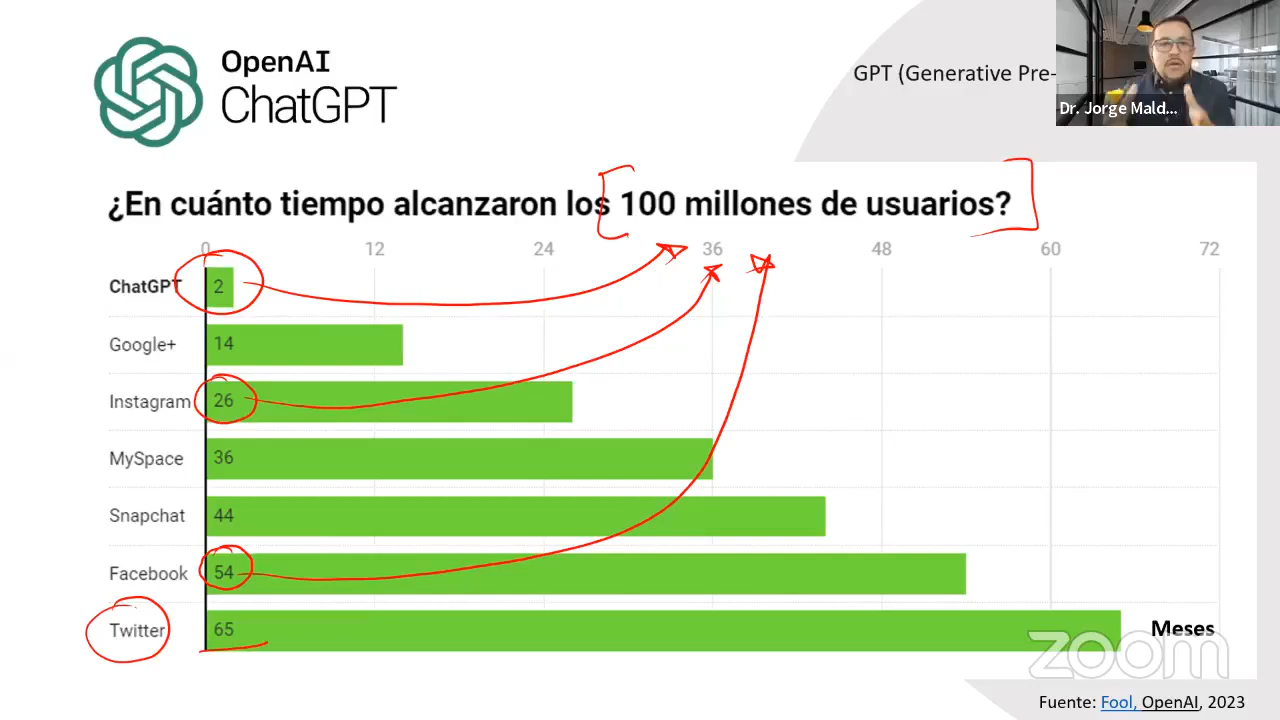 OpenAI
ChatGPT
GPT (Generative Pre-
Dr. Jorge Mald...
¿En cuánto tiempo alcanzaron los 100 millones de usuarios?
0 12 24 36 48 60 72
ChatGPT 2
Google+ 14
Instagram 26
MySpace 36
Snapchat 44
Facebook 54
Twitter 65
Meses
zoom
Fuente: Fool, OpenAI, 2023